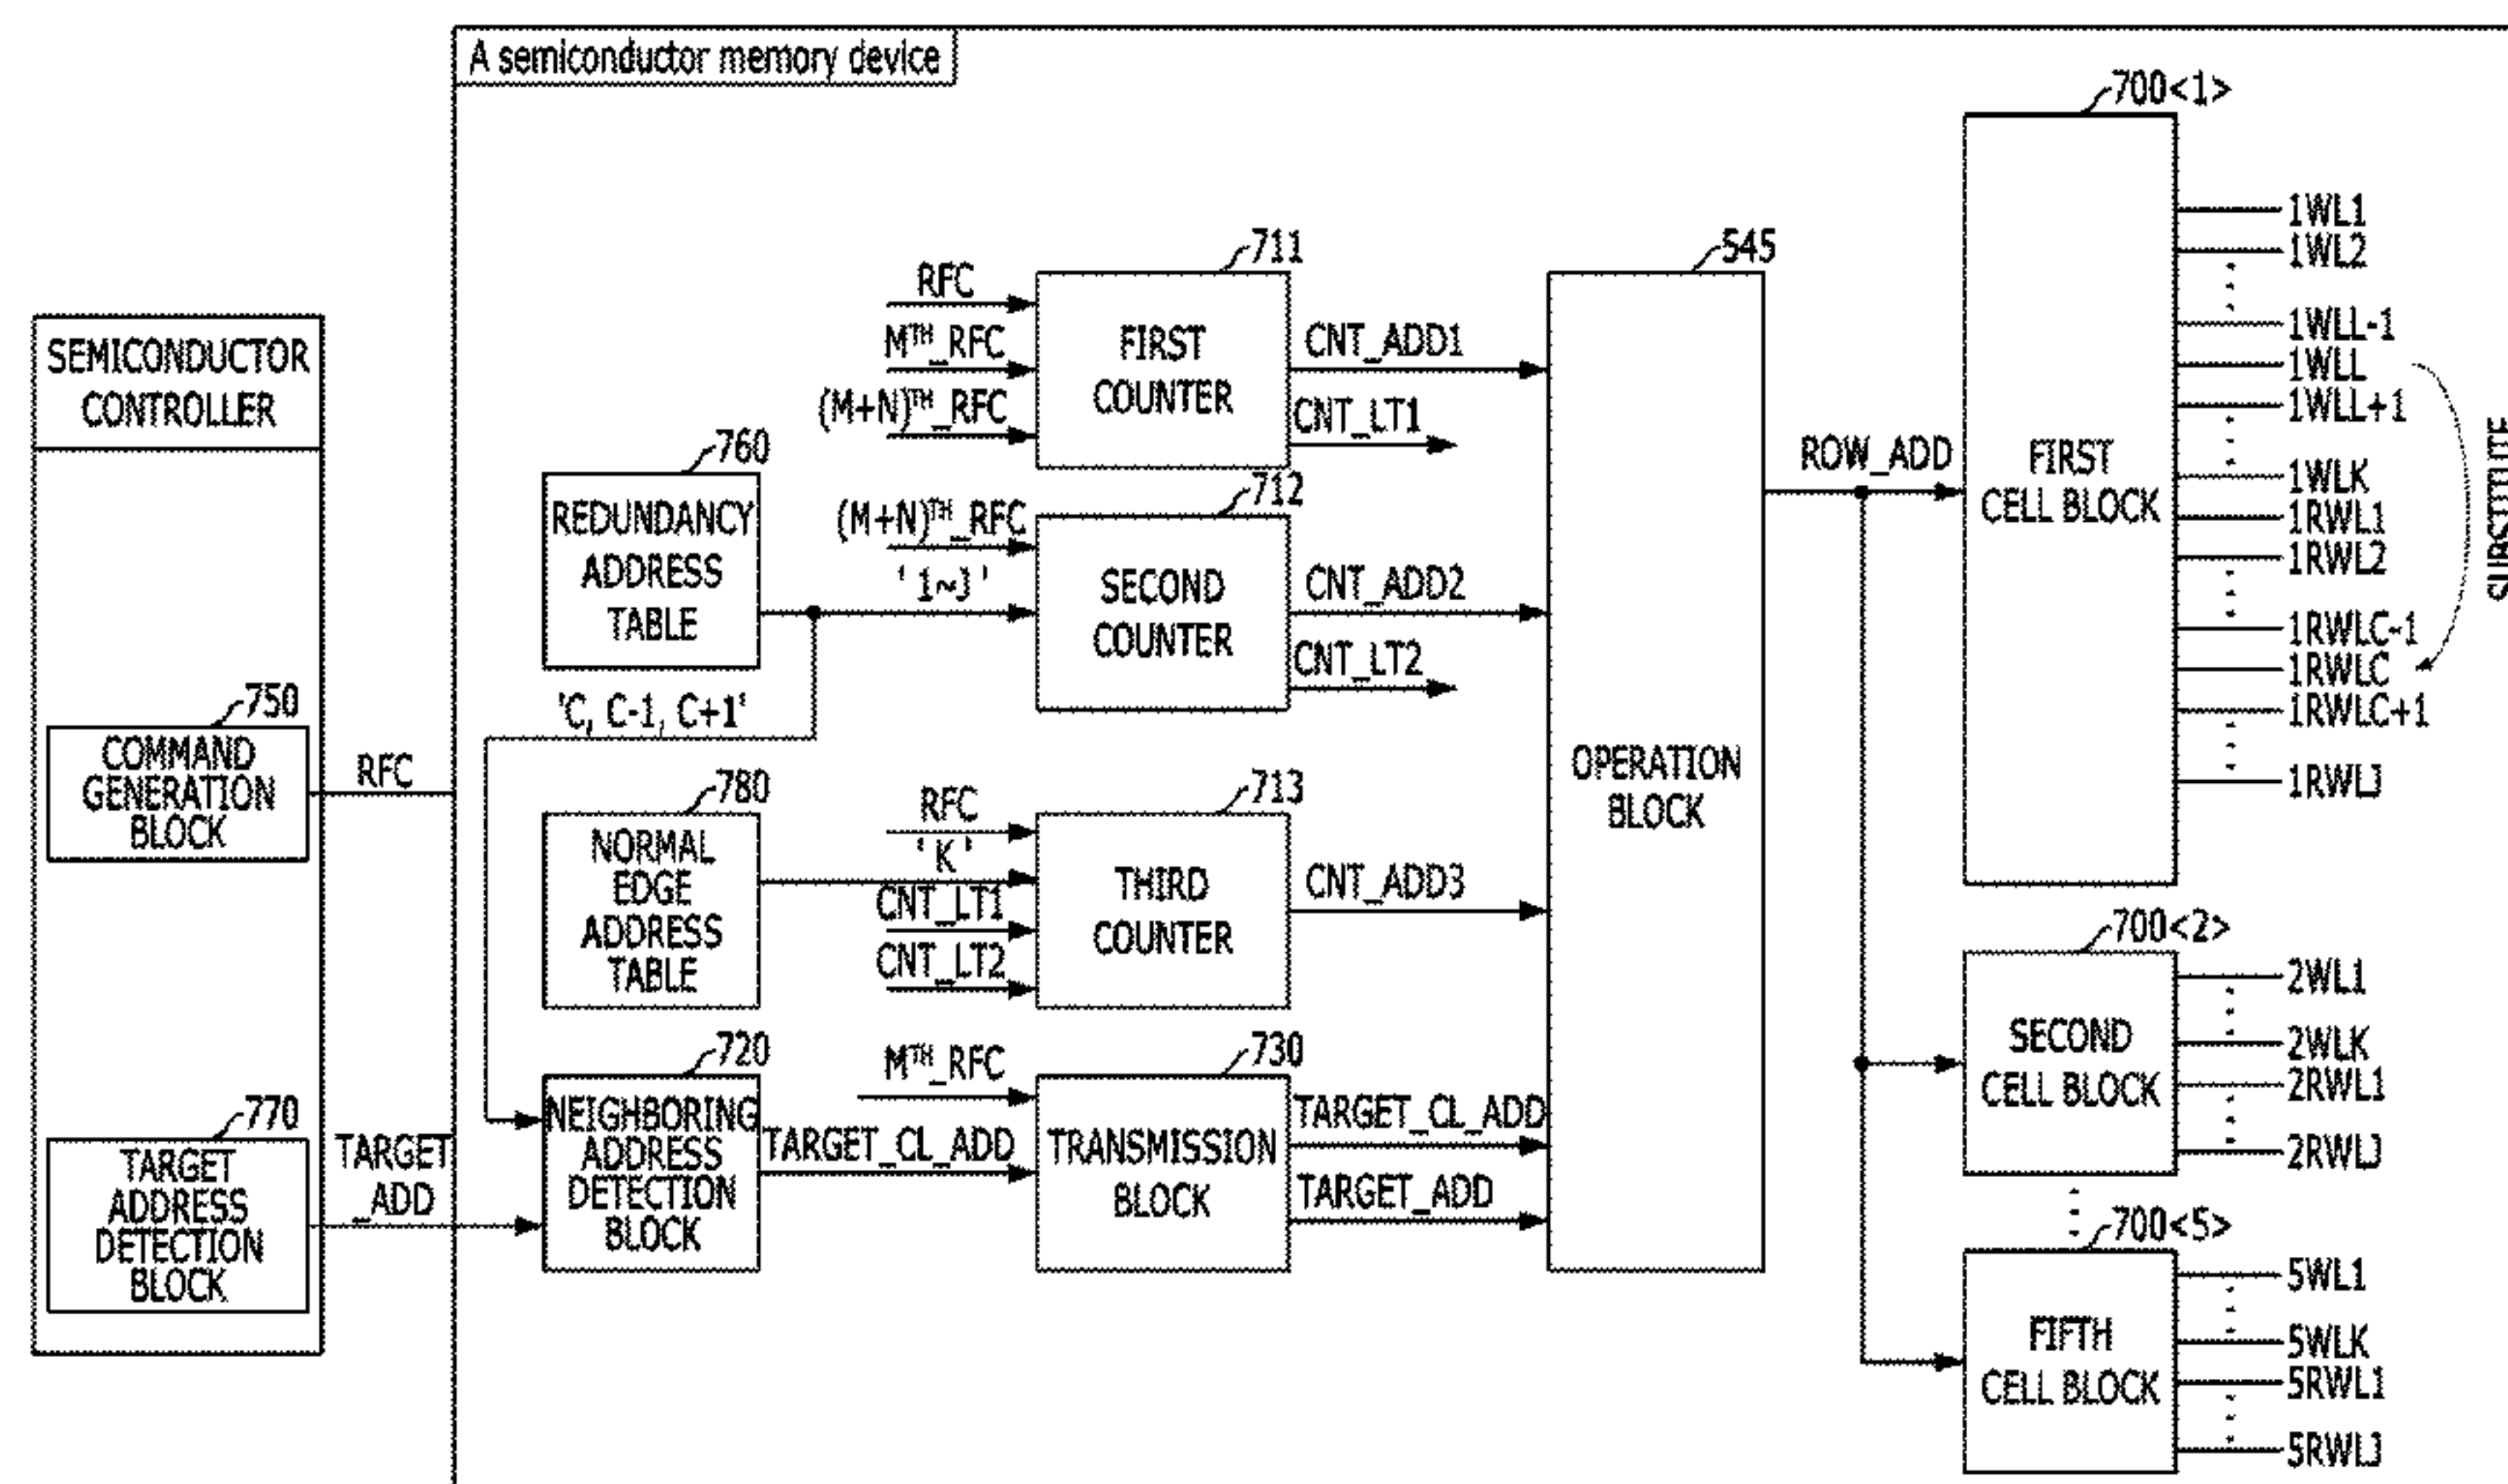 A semiconductor memory device
SEMICONDUCTOR
CONTROLLER
750
COMMAND
GENERATION
BLOCK
RFC
770
TARGET
ADDRESS
DETECTION
BLOCK
TARGET
_ADD
760
REDUNDANCY
ADDRESS
TABLE
'C, C-1, C+1'
780
NORMAL
EDGE
ADDRESS
TABLE
720
NEIGHBORING
ADDRESS
DETECTION
BLOCK
TARGET_CL_ADD
RFC
Mᵀᴴ_RFC
(M+N)ᵀᴴ_RFC
711
FIRST
COUNTER
CNT_ADD1
CNT_LT1
(M+N)ᵀᴴ_RFC
'1~J'
712
SECOND
COUNTER
CNT_ADD2
CNT_LT2
RFC
'K'
CNT_LT1
CNT_LT2
713
THIRD
COUNTER
CNT_ADD3
Mᵀᴴ_RFC
730
TRANSMISSION
BLOCK
TARGET_CL_ADD
TARGET_ADD
545
OPERATION
BLOCK
ROW_ADD
700<1>
FIRST
CELL BLOCK
1WL1
1WL2
1WLL-1
1WLL
1WLL+1
1WLK
1RWL1
1RWL2
1RWLC-1
1RWLC
1RWLC+1
1RWLJ
SUBSTITUTE
700<2>
SECOND
CELL BLOCK
2WL1
2WLK
2RWL1
2RWLJ
700<5>
FIFTH
CELL BLOCK
5WL1
5WLK
5RWL1
5RWLJ